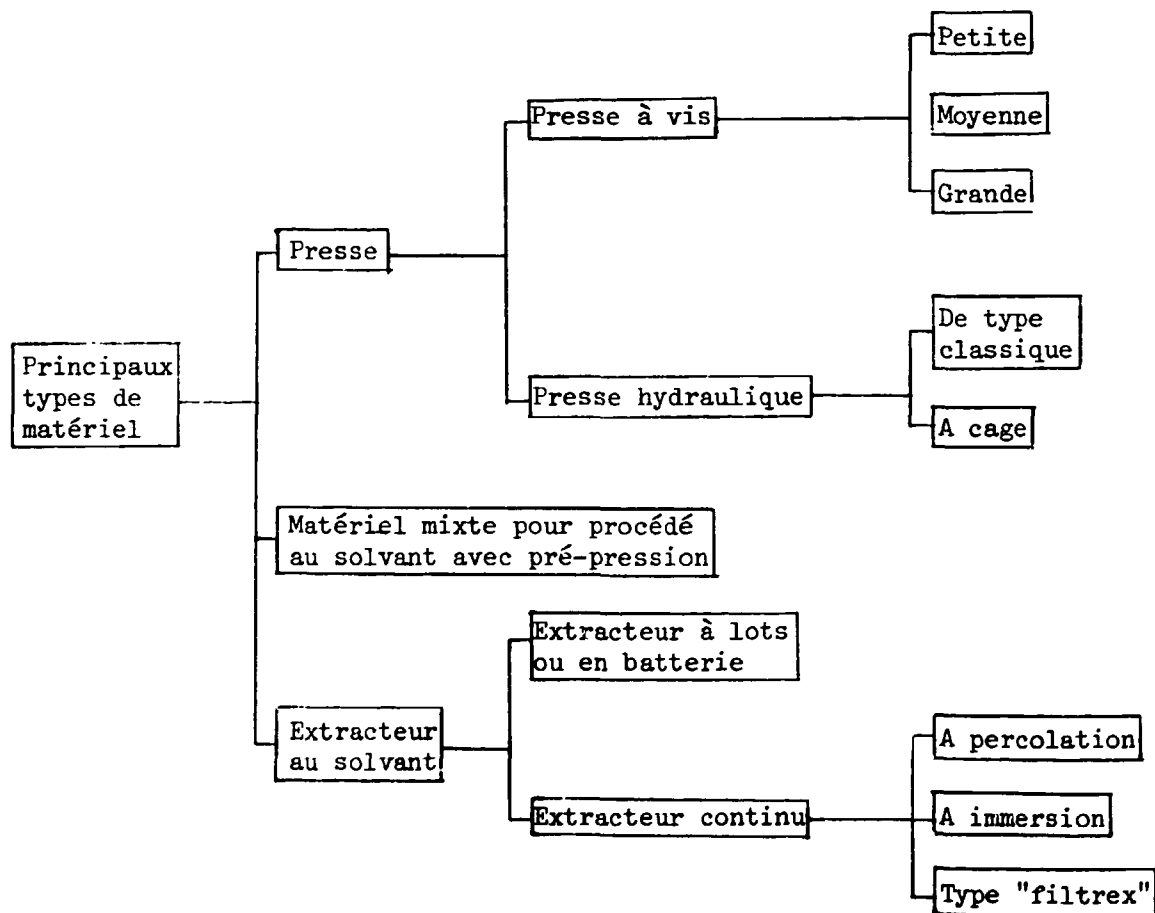 Petite
Presse à vis
Moyenne
Grande
Presse
De type
classique
Principaux
types de
matériel
Presse hydraulique
A cage
Matériel mixte pour procédé
au solvant avec pré-pression
Extracteur à lots
ou en batterie
Extracteur
au solvant
A percolation
Extracteur continu
A immersion
Type "filtrex"